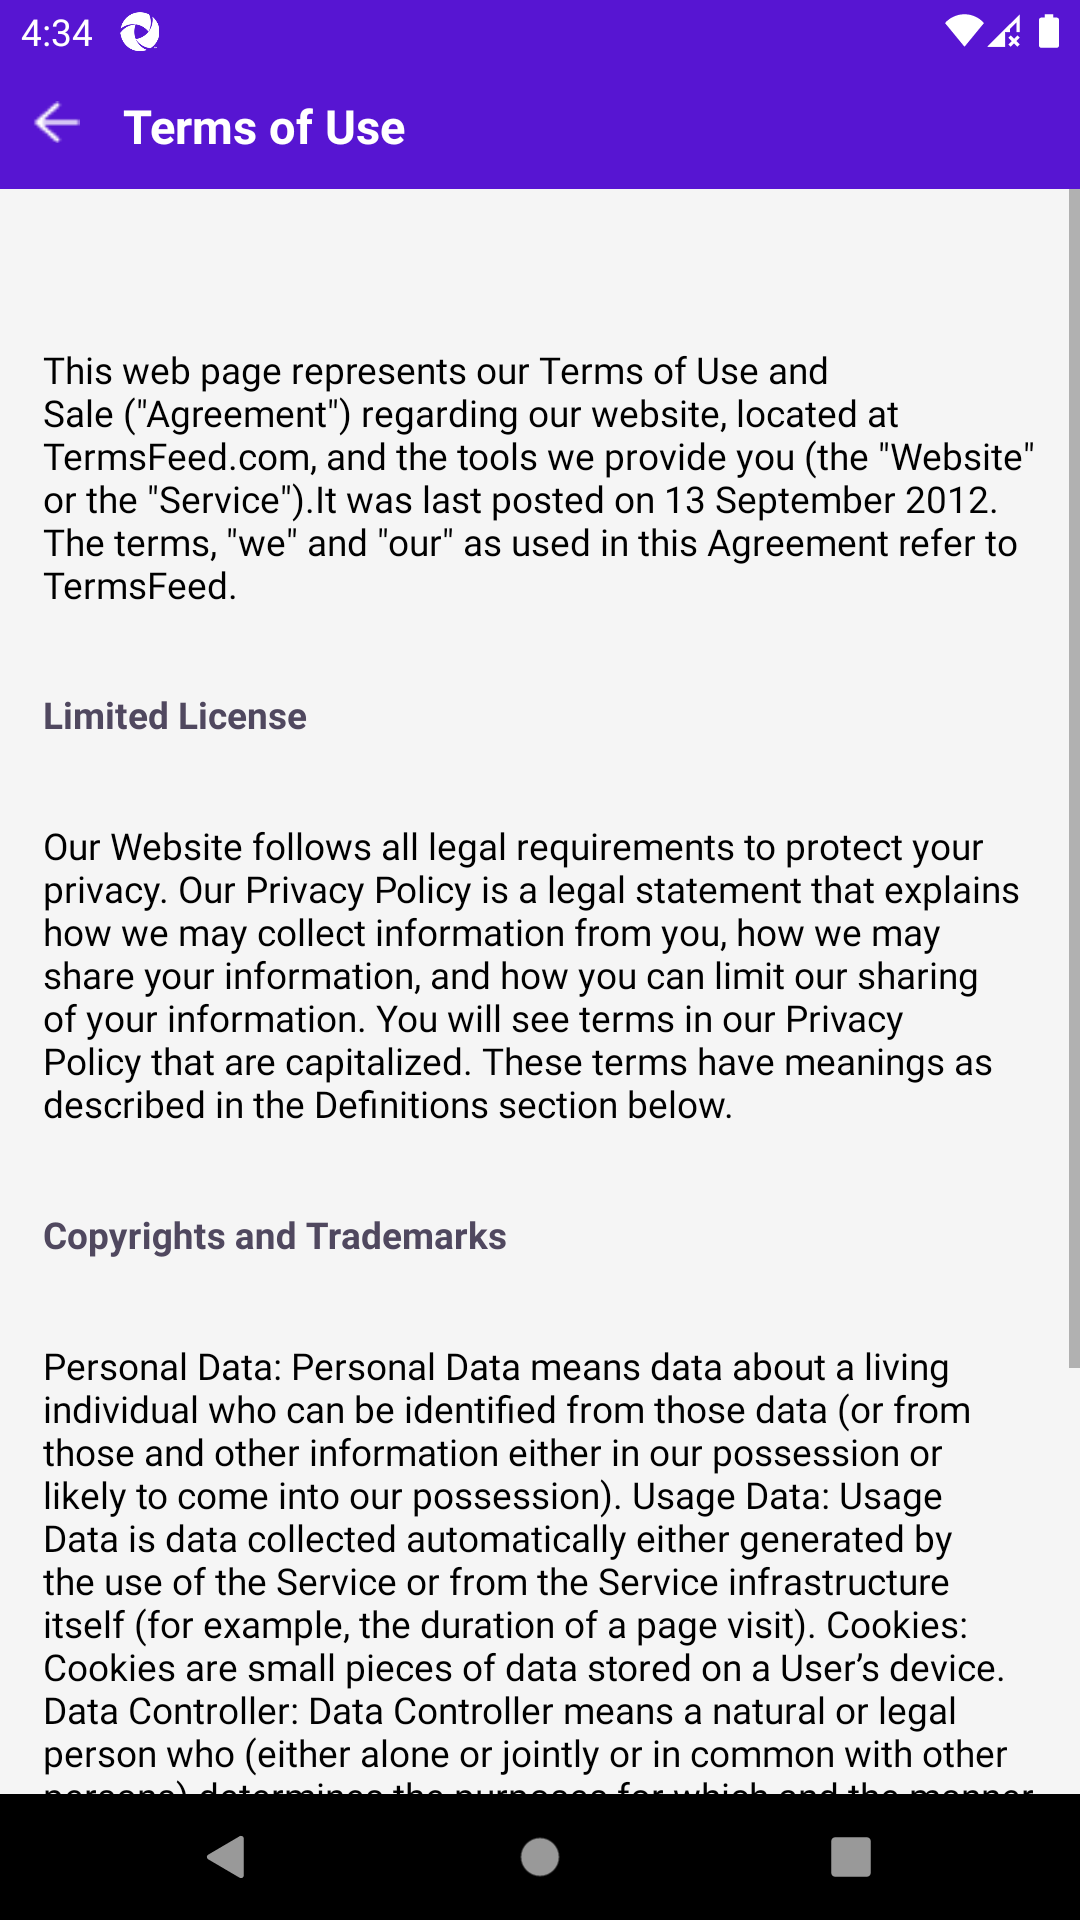 4:34
Terms of Use
This web page represents our Terms of Use and
Sale ("Agreement") regarding our website, located at
TermsFeed.com, and the tools we provide you (the "Website"
or the "Service").It was last posted on 13 September 2012.
The terms, "we" and "our" as used in this Agreement refer to
TermsFeed.
Limited License
Our Website follows all legal requirements to protect your
privacy. Our Privacy Policy is a legal statement that explains
how we may collect information from you, how we may
share your information, and how you can limit our sharing
of your information. You will see terms in our Privacy
Policy that are capitalized. These terms have meanings as
described in the Definitions section below.
Copyrights and Trademarks
Personal Data: Personal Data means data about a living
individual who can be identified from those data (or from
those and other information either in our possession or
likely to come into our possession). Usage Data: Usage
Data is data collected automatically either generated by
the use of the Service or from the Service infrastructure
itself (for example, the duration of a page visit). Cookies:
Cookies are small pieces of data stored on a User’s device.
Data Controller: Data Controller means a natural or legal
person who (either alone or jointly or in common with other
persons) determines the purposes for which and the manner